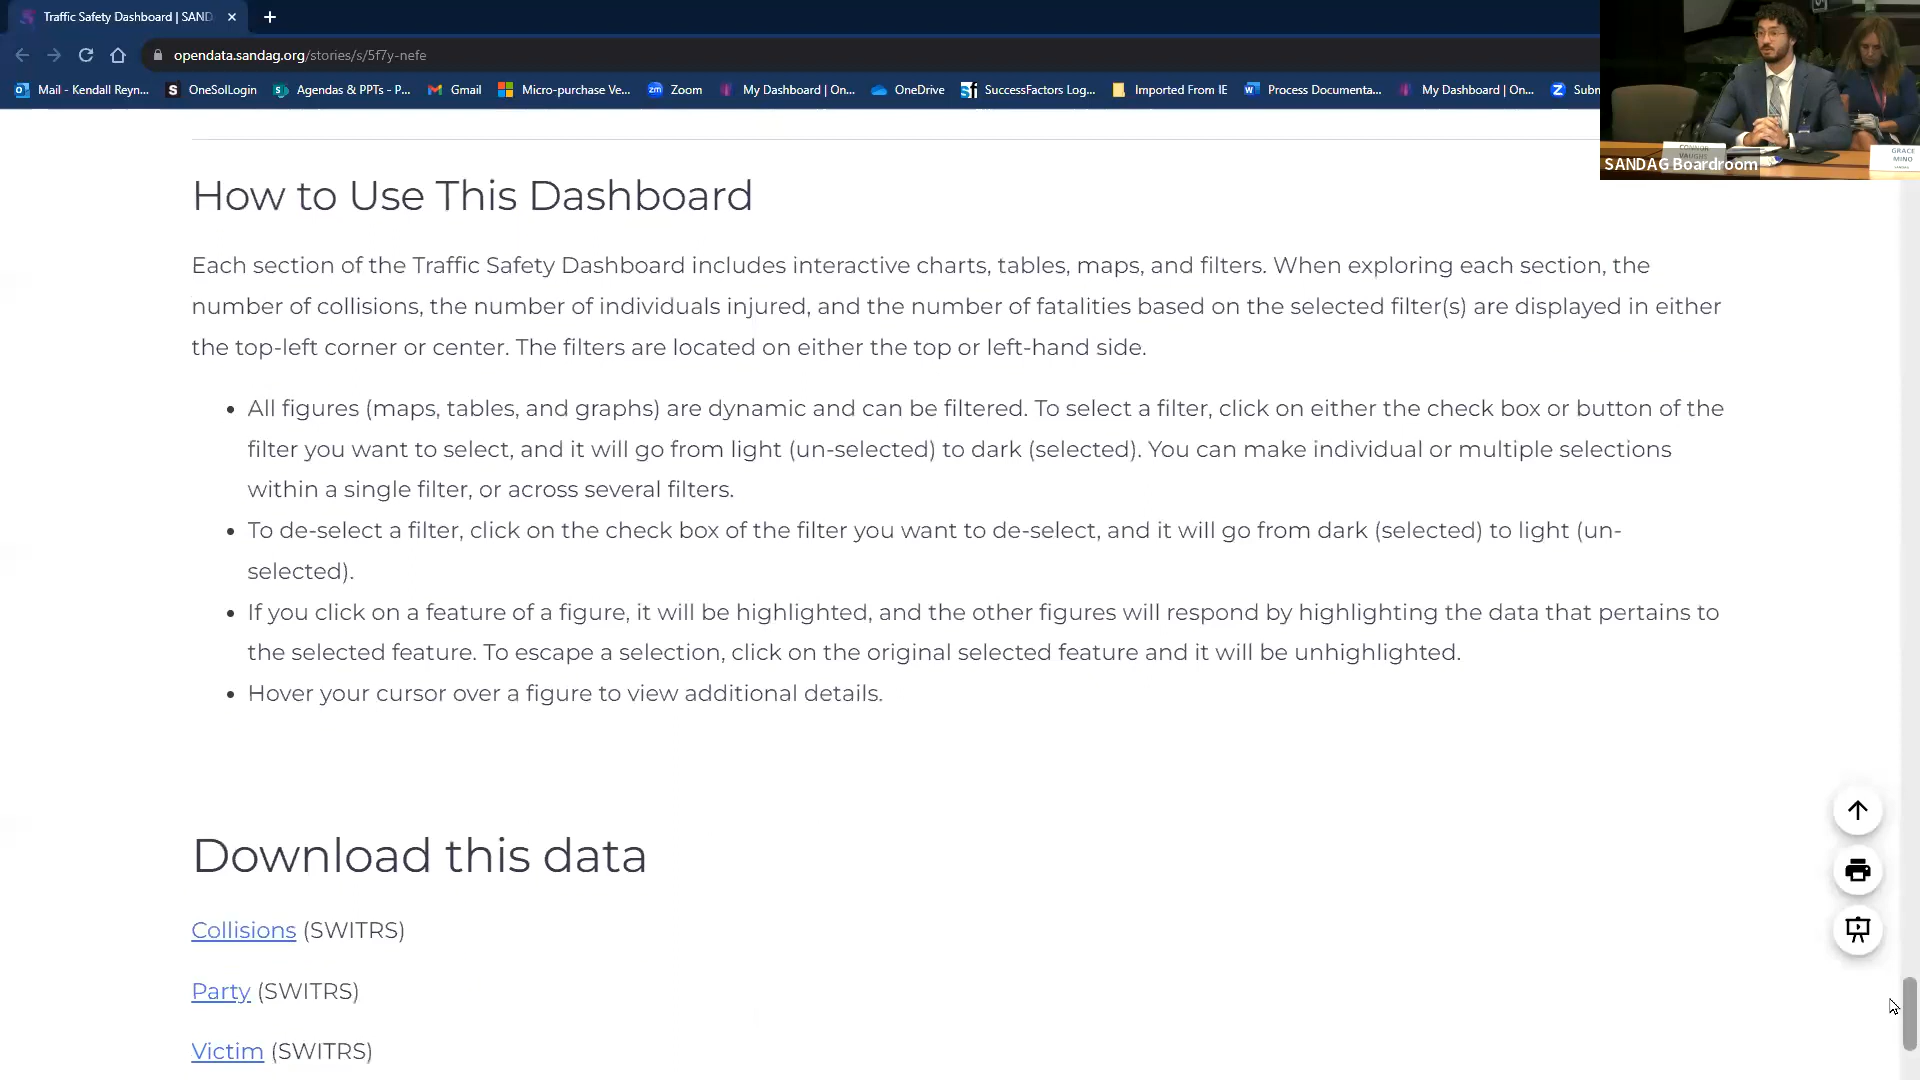 Traffic Safety Dashboard | SAND
opendata.sandag.org/stories/s/5f7y-nefe
Mail - Kendall Reyn...
OneSolLogin
Agendas & PPTs - P...
Gmail
Micro-purchase Ve...
Zoom
My Dashboard | On...
OneDrive
SuccessFactors Log...
Imported From IE
Process Documenta...
My Dashboard | On...
Subm
CONNOR
VAUGHS
GRACE
MINO
SANDAG Boardroom
How to Use This Dashboard
Each section of the Traffic Safety Dashboard includes interactive charts, tables, maps, and filters. When exploring each section, the
number of collisions, the number of individuals injured, and the number of fatalities based on the selected filter(s) are displayed in either
the top-left corner or center. The filters are located on either the top or left-hand side.
• All figures (maps, tables, and graphs) are dynamic and can be filtered. To select a filter, click on either the check box or button of the
filter you want to select, and it will go from light (un-selected) to dark (selected). You can make individual or multiple selections
within a single filter, or across several filters.
• To de-select a filter, click on the check box of the filter you want to de-select, and it will go from dark (selected) to light (un-
selected).
• If you click on a feature of a figure, it will be highlighted, and the other figures will respond by highlighting the data that pertains to
the selected feature. To escape a selection, click on the original selected feature and it will be unhighlighted.
• Hover your cursor over a figure to view additional details.
Download this data
Collisions (SWITRS)
Party (SWITRS)
Victim (SWITRS)